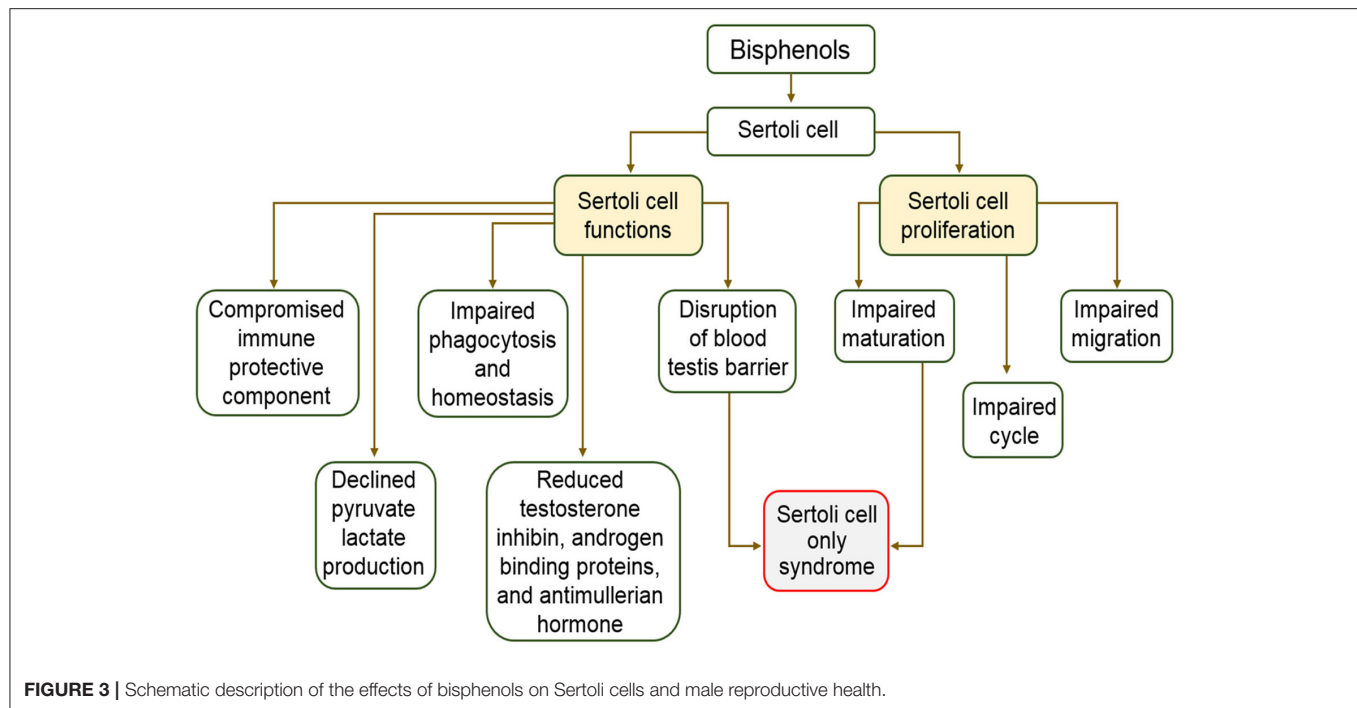 Bisphenols
Sertoli cell
Sertoli cell
functions
Sertoli cell
proliferation
Compromised
immune
protective
component
Impaired
phagocytosis
and
homeostasis
Disruption
of blood
testis barrier
Impaired
maturation
Impaired
migration
Impaired
cycle
Declined
pyruvate
lactate
production
Reduced
testosterone
inhibin, androgen
binding proteins,
and antimullerian
hormone
Sertoli cell
only
syndrome
FIGURE 3 | Schematic description of the effects of bisphenols on Sertoli cells and male reproductive health.